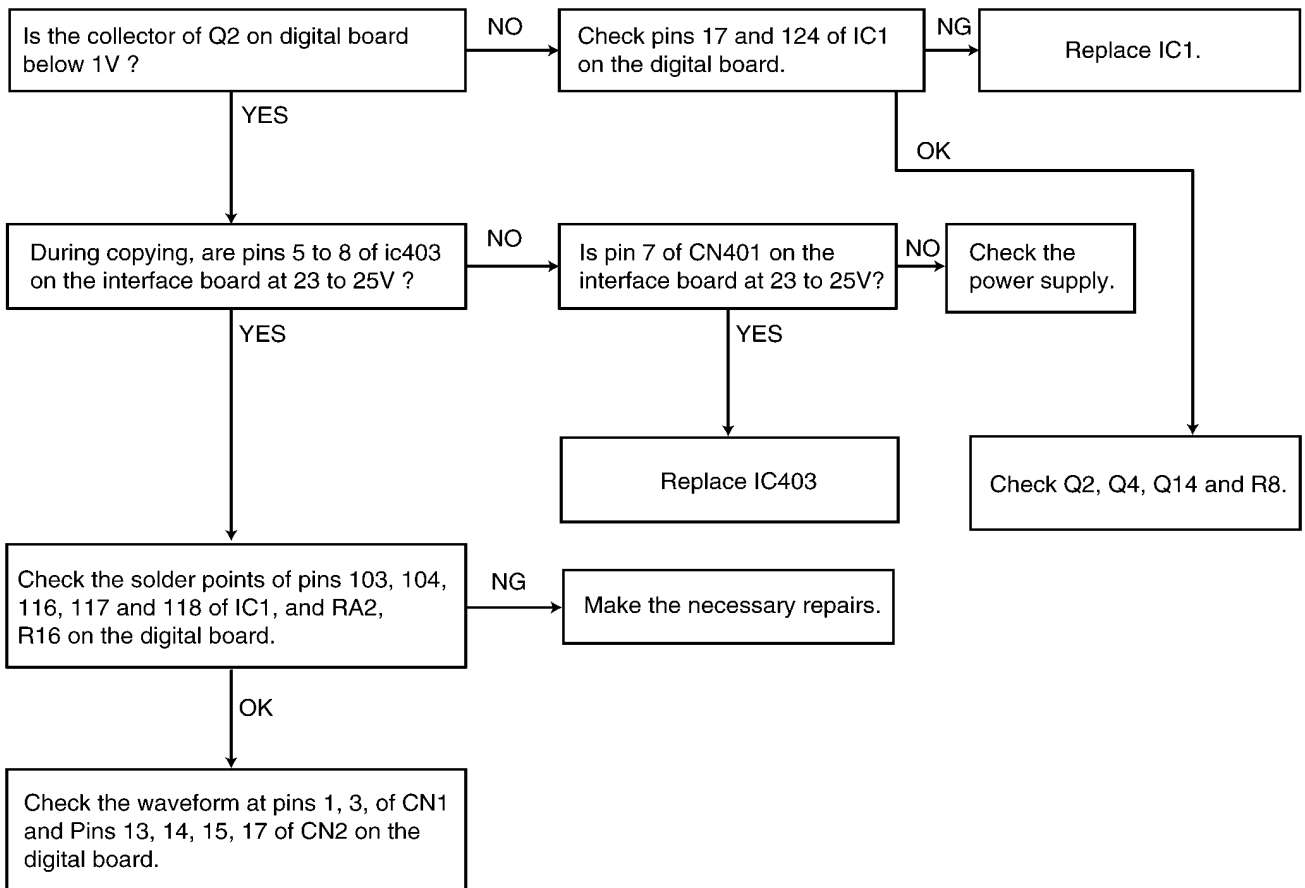 Is the collector of Q2 on digital board
below 1V ?
NO
Check pins 17 and 124 of IC1
on the digital board.
NG
Replace IC1.
YES
OK
During copying, are pins 5 to 8 of ic403
on the interface board at 23 to 25V ?
NO
Is pin 7 of CN401 on the
interface board at 23 to 25V?
NO
Check the
power supply.
YES
YES
Replace IC403
Check Q2, Q4, Q14 and R8.
Check the solder points of pins 103, 104,
116, 117 and 118 of IC1, and RA2,
R16 on the digital board.
NG
Make the necessary repairs.
OK
Check the waveform at pins 1, 3, of CN1
and Pins 13, 14, 15, 17 of CN2 on the
digital board.